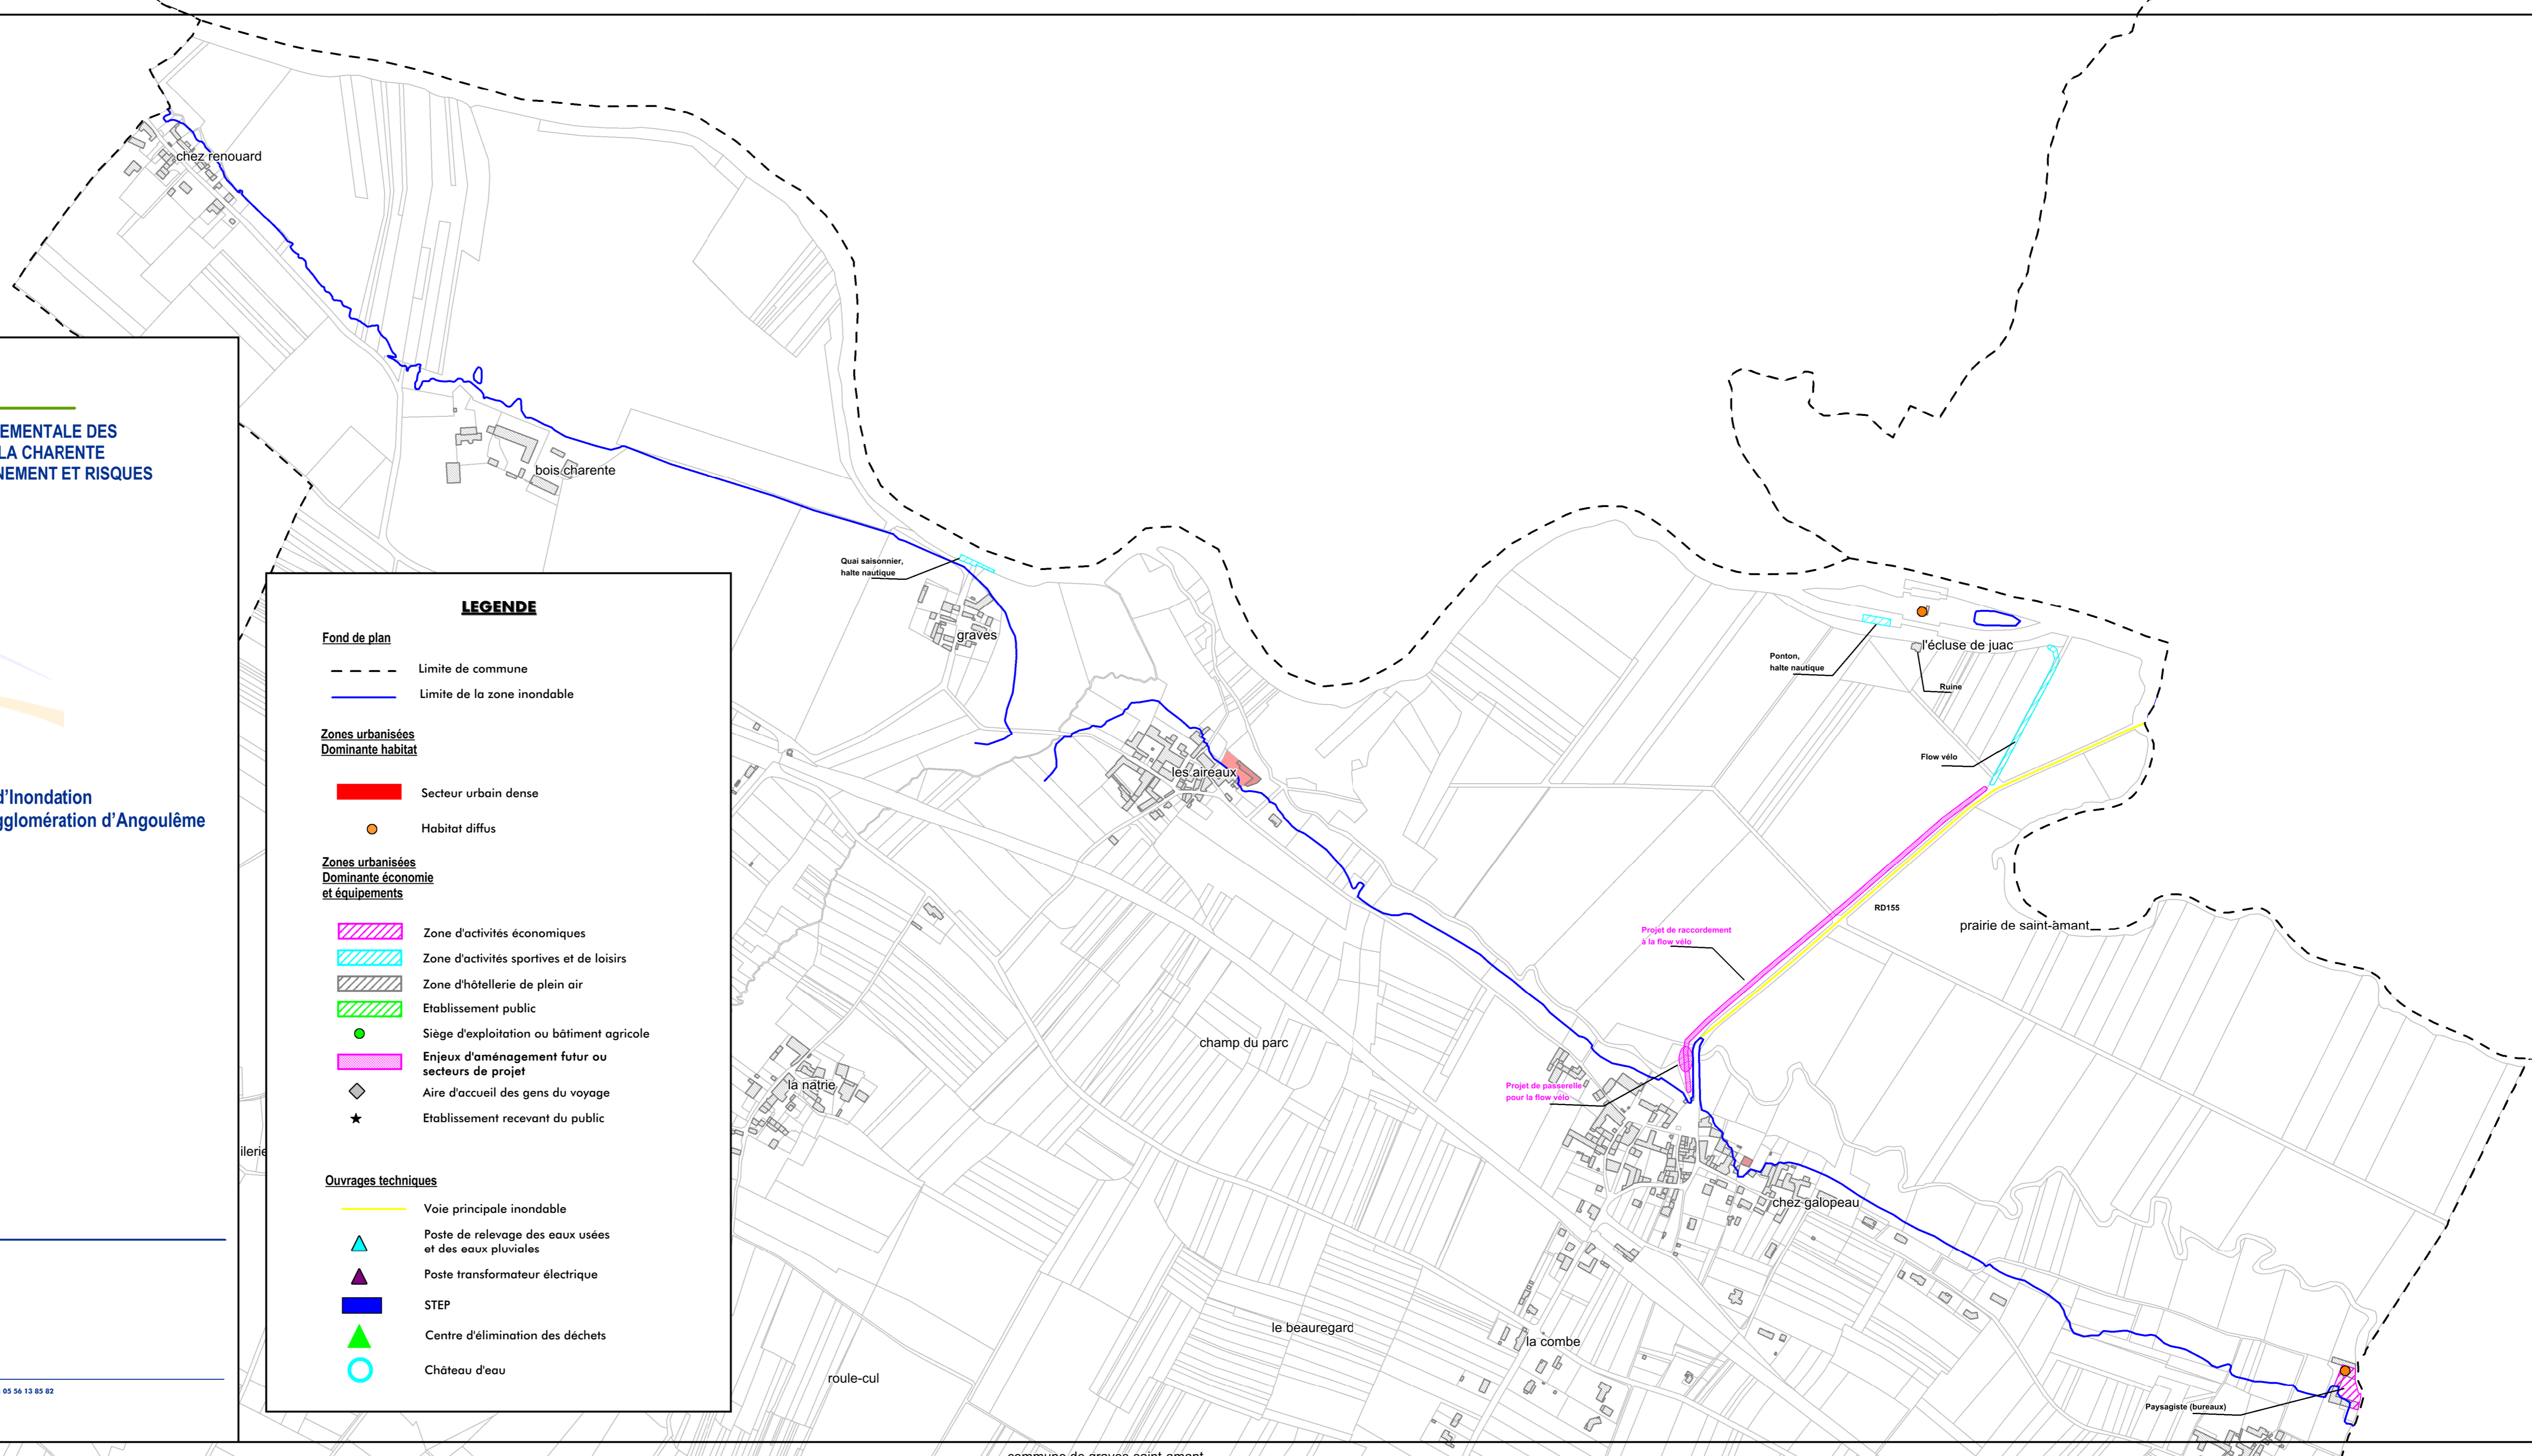 EMENTALE DES
LA CHARENTE
NEMENT ET RISQUES
d'Inondation
gglomération d'Angoulême
05 56 13 85 82
LEGENDE
Fond de plan
Limite de commune
Limite de la zone inondable
Zones urbanisées
Dominante habitat
Secteur urbain dense
Habitat diffus
Zones urbanisées
Dominante économie
et équipements
Zone d'activités économiques
Zone d'activités sportives et de loisirs
Zone d'hôtellerie de plein air
Etablissement public
Siège d'exploitation ou bâtiment agricole
Enjeux d'aménagement futur ou
secteurs de projet
Aire d'accueil des gens du voyage
Etablissement recevant du public
Ouvrages techniques
Voie principale inondable
Poste de relevage des eaux usées
et des eaux pluviales
Poste transformateur électrique
STEP
Centre d'élimination des déchets
Château d'eau
chez renouard
bois charente
Quai saisonnier,
halte nautique
graves
les aireaux
Ponton,
halte nautique
l'écluse de juac
Ruine
Flow vélo
RD155
prairie de saint-amant
Projet de raccordement
à la flow vélo
champ du parc
la natrie
Projet de passerelle
pour la flow vélo
ilerie
chez galopeau
le beauregard
la combe
roule-cul
Paysagiste (bureaux)
commune de graves-saint-amant